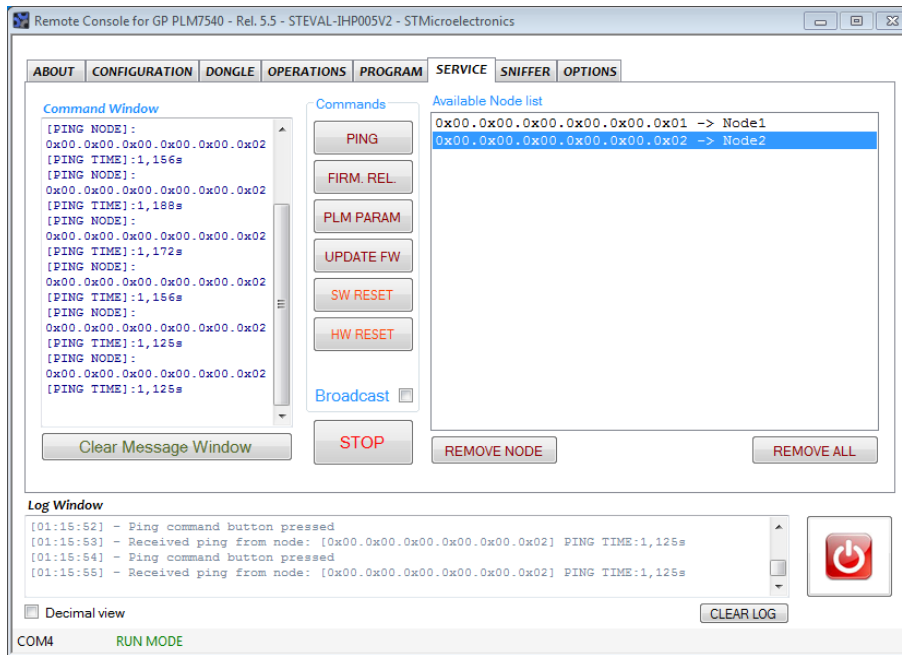 Remote Console for GP PLM7540 - Rel. 5.5 - STEVAL-IHP005V2 - STMicroelectronics
ABOUT CONFIGURATION DONGLE OPERATIONS PROGRAM SERVICE SNIFFER OPTIONS
Command Window
[PING NODE]:
0x00.0x00.0x00.0x00.0x00.0x02
[PING TIME]:1,156s
[PING NODE]:
0x00.0x00.0x00.0x00.0x00.0x02
[PING TIME]:1,188s
[PING NODE]:
0x00.0x00.0x00.0x00.0x00.0x02
[PING TIME]:1,172s
[PING NODE]:
0x00.0x00.0x00.0x00.0x00.0x02
[PING TIME]:1,156s
[PING NODE]:
0x00.0x00.0x00.0x00.0x00.0x02
[PING TIME]:1,125s
[PING NODE]:
0x00.0x00.0x00.0x00.0x00.0x02
[PING TIME]:1,125s
Clear Message Window
Commands
PING
FIRM. REL.
PLM PARAM
UPDATE FW
SW RESET
HW RESET
Broadcast
STOP
Available Node list
0x00.0x00.0x00.0x00.0x00.0x01 -> Node1
0x00.0x00.0x00.0x00.0x00.0x02 -> Node2
REMOVE NODE
REMOVE ALL
Log Window
[01:15:52] - Ping command button pressed
[01:15:53] - Received ping from node: [0x00.0x00.0x00.0x00.0x00.0x02] PING TIME:1,125s
[01:15:54] - Ping command button pressed
[01:15:55] - Received ping from node: [0x00.0x00.0x00.0x00.0x00.0x02] PING TIME:1,125s
Decimal view
CLEAR LOG
COM4 RUN MODE